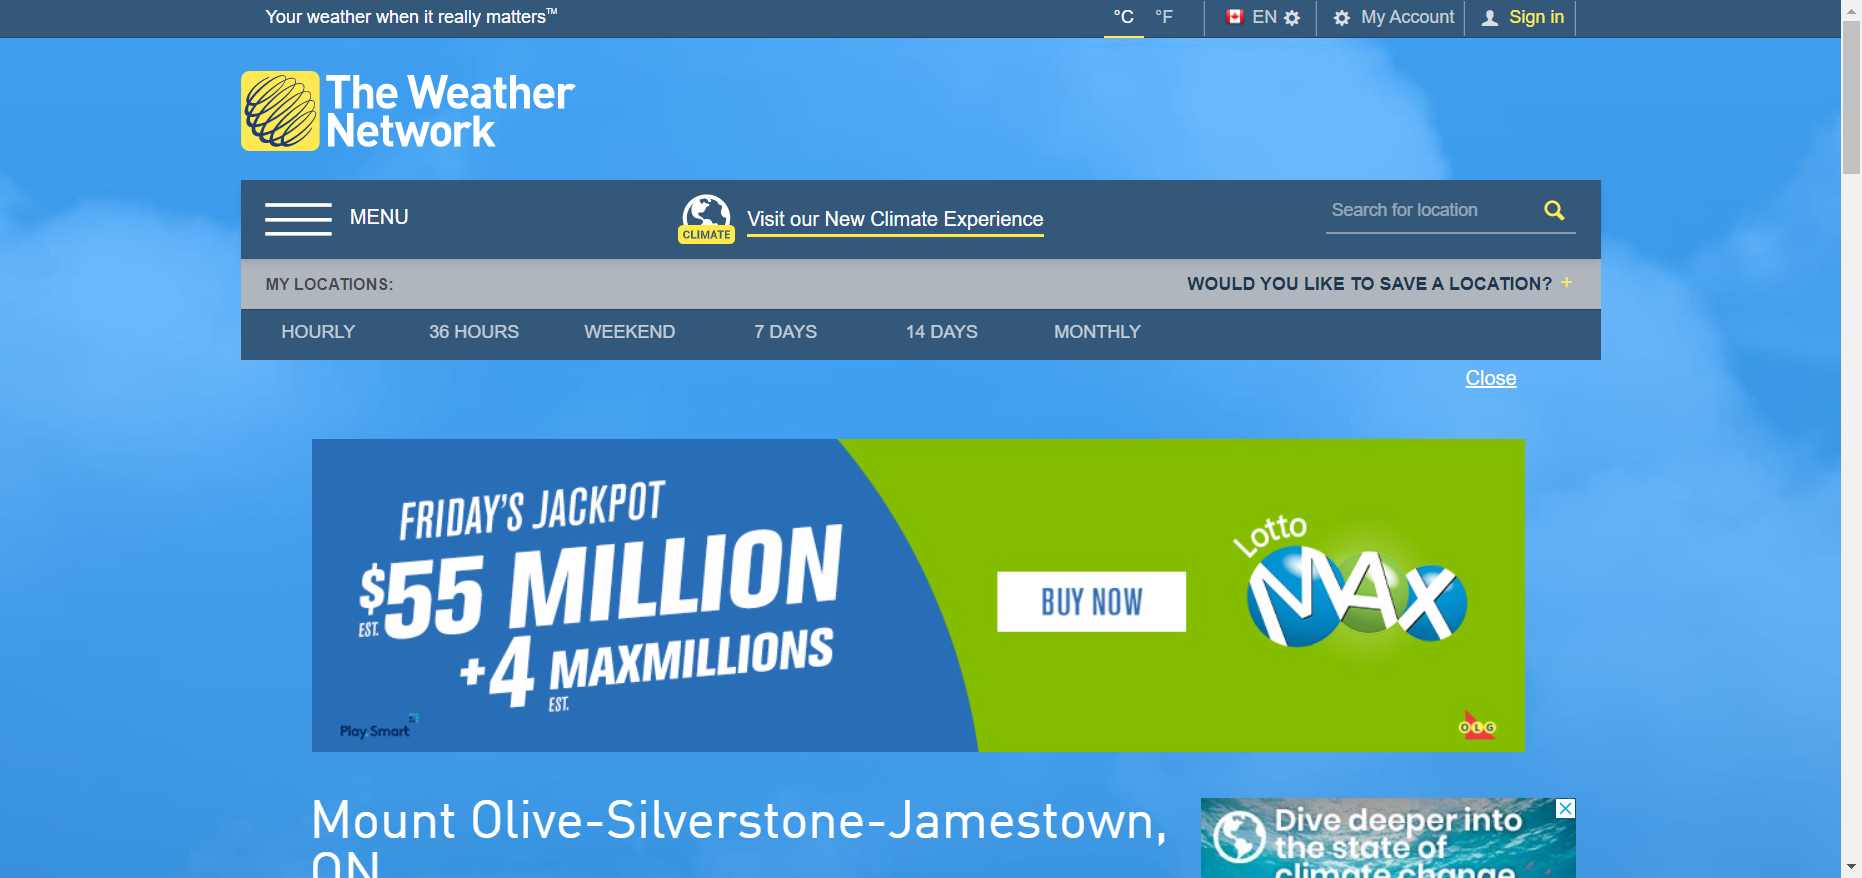 Your weather when it really matters™
°C °F EN My Account Sign in
The Weather
Network
MENU
CLIMATE
Visit our New Climate Experience
Search for location
MY LOCATIONS:
WOULD YOU LIKE TO SAVE A LOCATION? +
HOURLY 36 HOURS WEEKEND 7 DAYS 14 DAYS MONTHLY
Close
FRIDAY'S JACKPOT
EST. $55 MILLION
+4 EST. MAXMILLIONS
Play Smart
BUY NOW
Lotto
MAX
OLG
Mount Olive-Silverstone-Jamestown,
ON
Dive deeper into
the state of
climate change